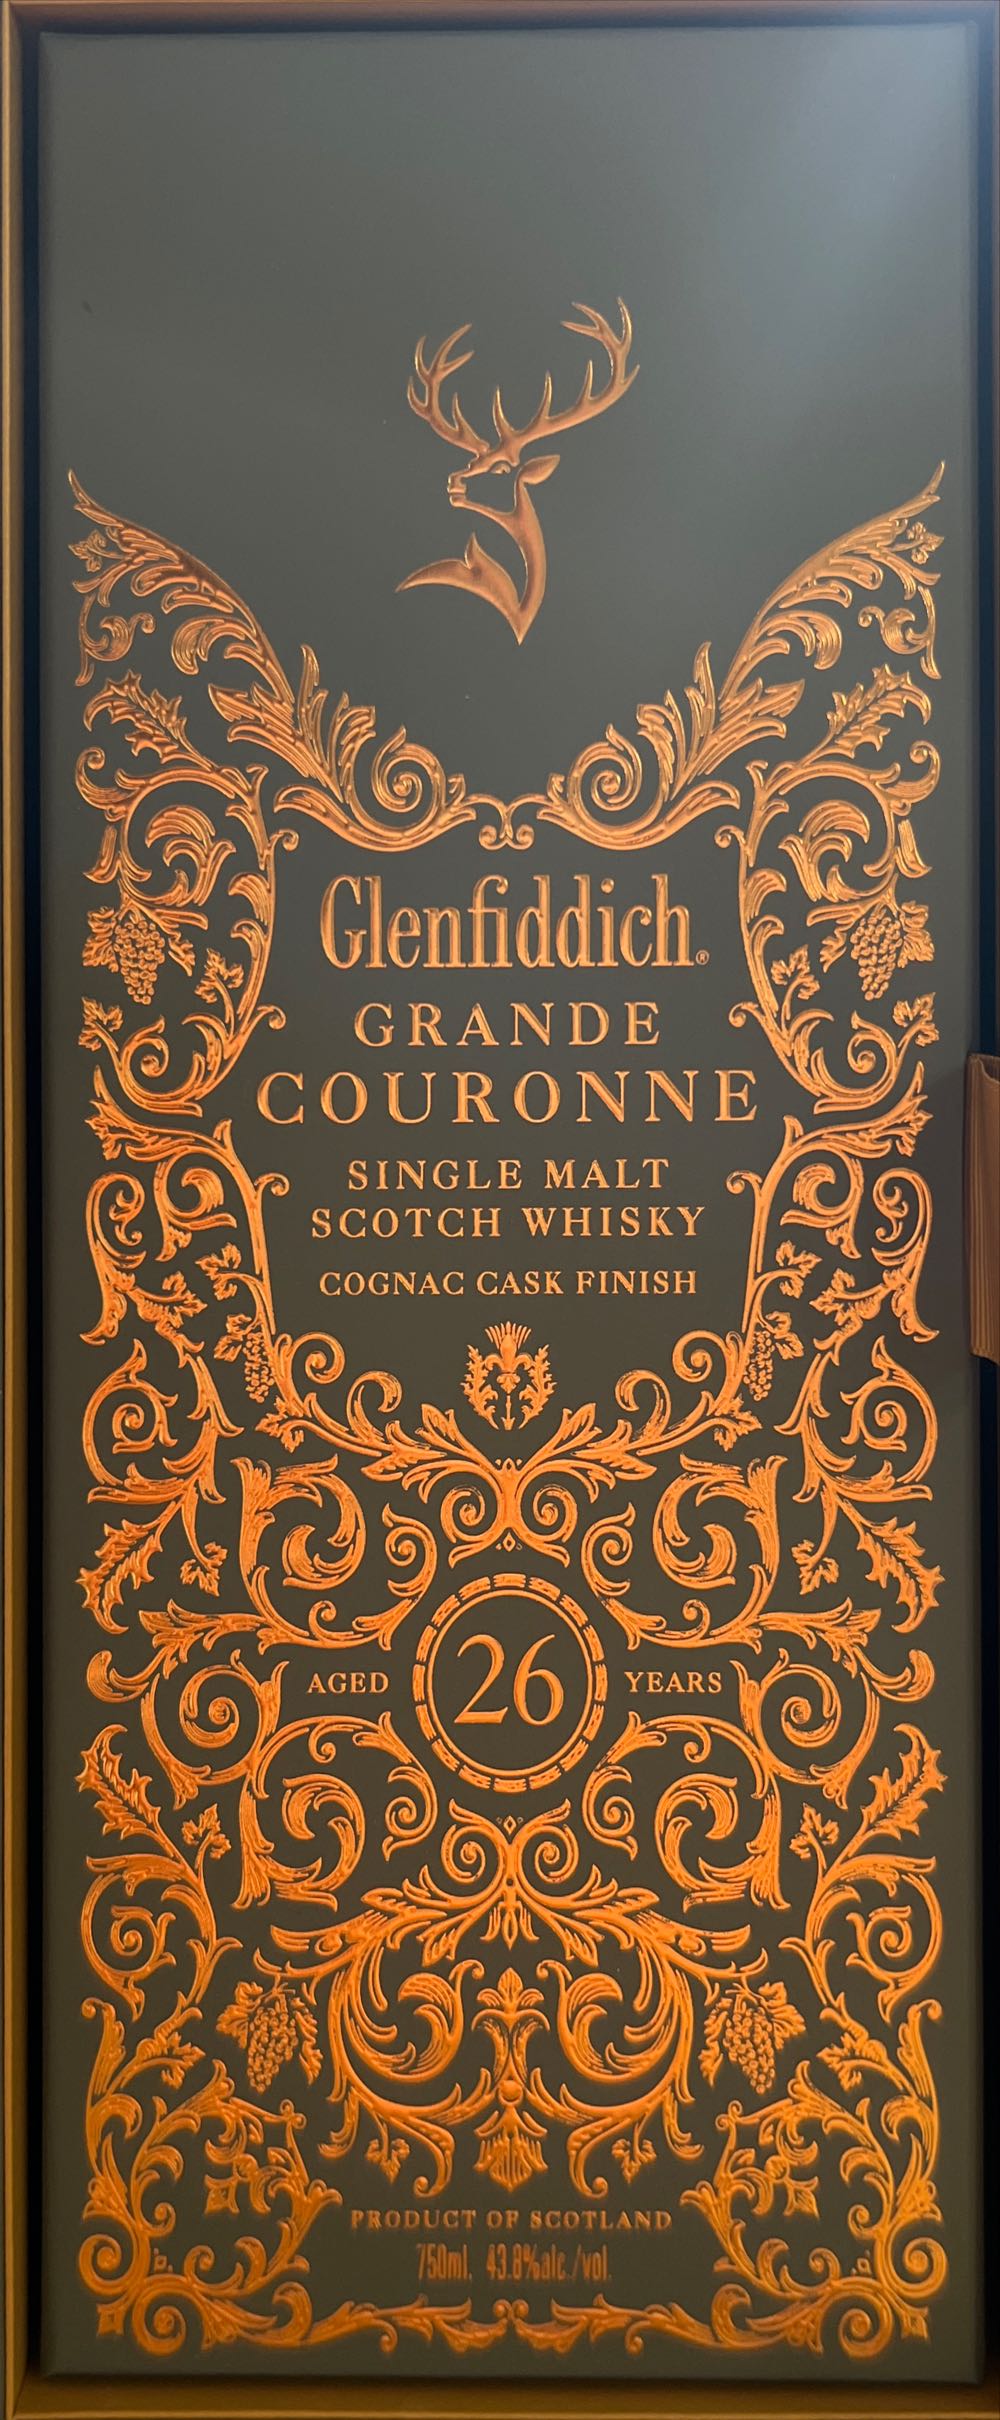 Glenfiddich®
GRANDE
COURONNE
SINGLE MALT
SCOTCH WHISKY
COGNAC CASK FINISH
AGED 26 YEARS
PRODUCT OF SCOTLAND
750ml, 43.8%alc./vol.